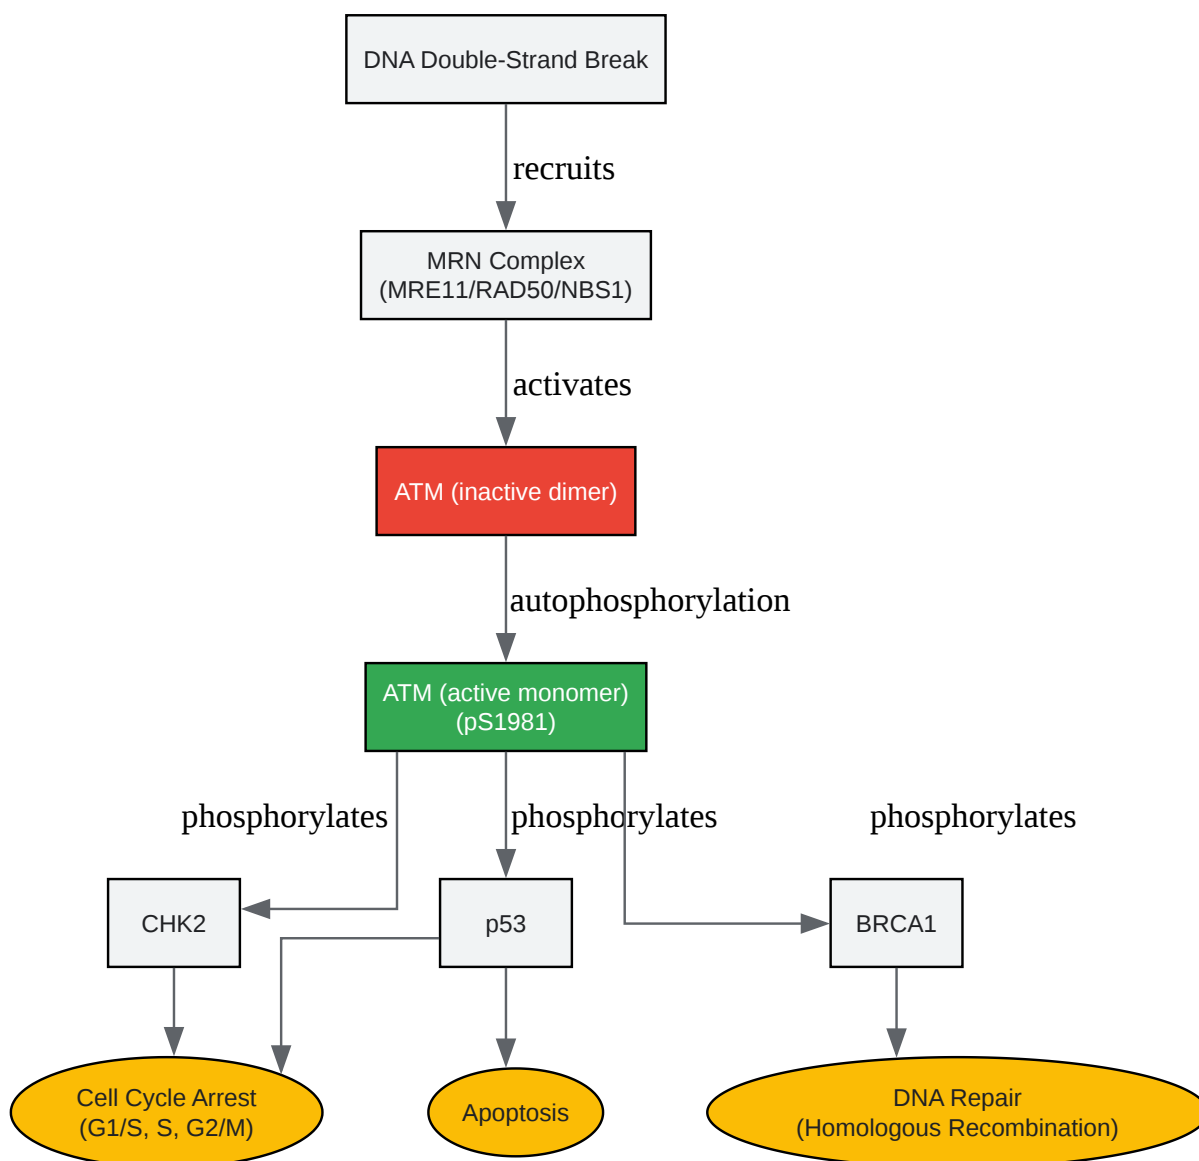 DNA Double-Strand Break
recruits
MRN Complex
(MRE11/RAD50/NBS1)
activates
ATM (inactive dimer)
autophosphorylation
ATM (active monomer)
(pS1981)
phosphorylates
phosphorylates
phosphorylates
CHK2
p53
BRCA1
Cell Cycle Arrest
(G1/S, S, G2/M)
Apoptosis
DNA Repair
(Homologous Recombination)